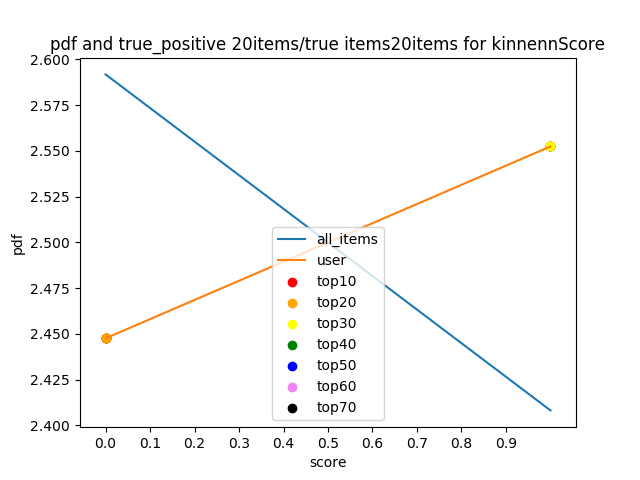 pdf and true_positive 20items/true items20items for kinnennScore
2.600
2.575
2.550
2.525
2.500
2.475
2.450
2.425
2.400
pdf
all_items
user
top10
top20
top30
top40
top50
top60
top70
0.0 0.1 0.2 0.3 0.4 0.5 0.6 0.7 0.8 0.9
score